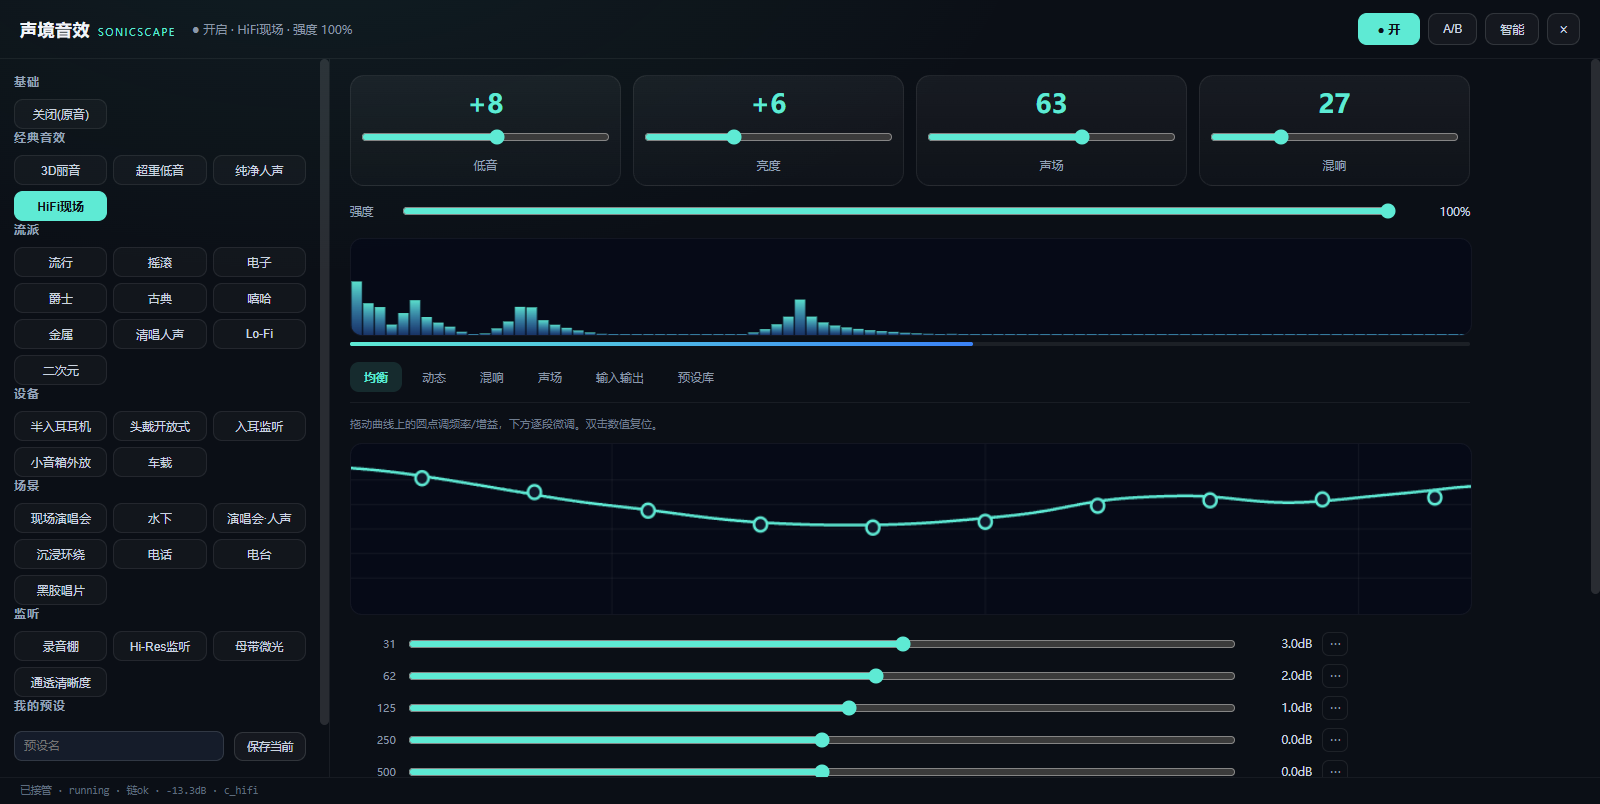 声境音效 SONICSCAPE ● 开启 · HiFi现场 · 强度 100% ● 开 A/B 智能 ×
基础
关闭(原音)
经典音效
3D丽音 超重低音 纯净人声
HiFi现场
流派
流行 摇滚 电子
爵士 古典 嘻哈
金属 清唱人声 Lo-Fi
二次元
设备
半入耳耳机 头戴开放式 入耳监听
小音箱外放 车载
场景
现场演唱会 水下 演唱会·人声
沉浸环绕 电话 电台
黑胶唱片
监听
录音棚 Hi-Res监听 母带微光
通透清晰度
我的预设
预设名 保存当前
+8 +6 63 27
低音 亮度 声场 混响
强度 100%
均衡 动态 混响 声场 输入输出 预设库
拖动曲线上的圆点调频率/增益，下方逐段微调。双击数值复位。
31 3.0dB ···
62 2.0dB ···
125 1.0dB ···
250 0.0dB ···
500 0.0dB ···
已接管 · running · 链ok · -13.3dB · c_hifi